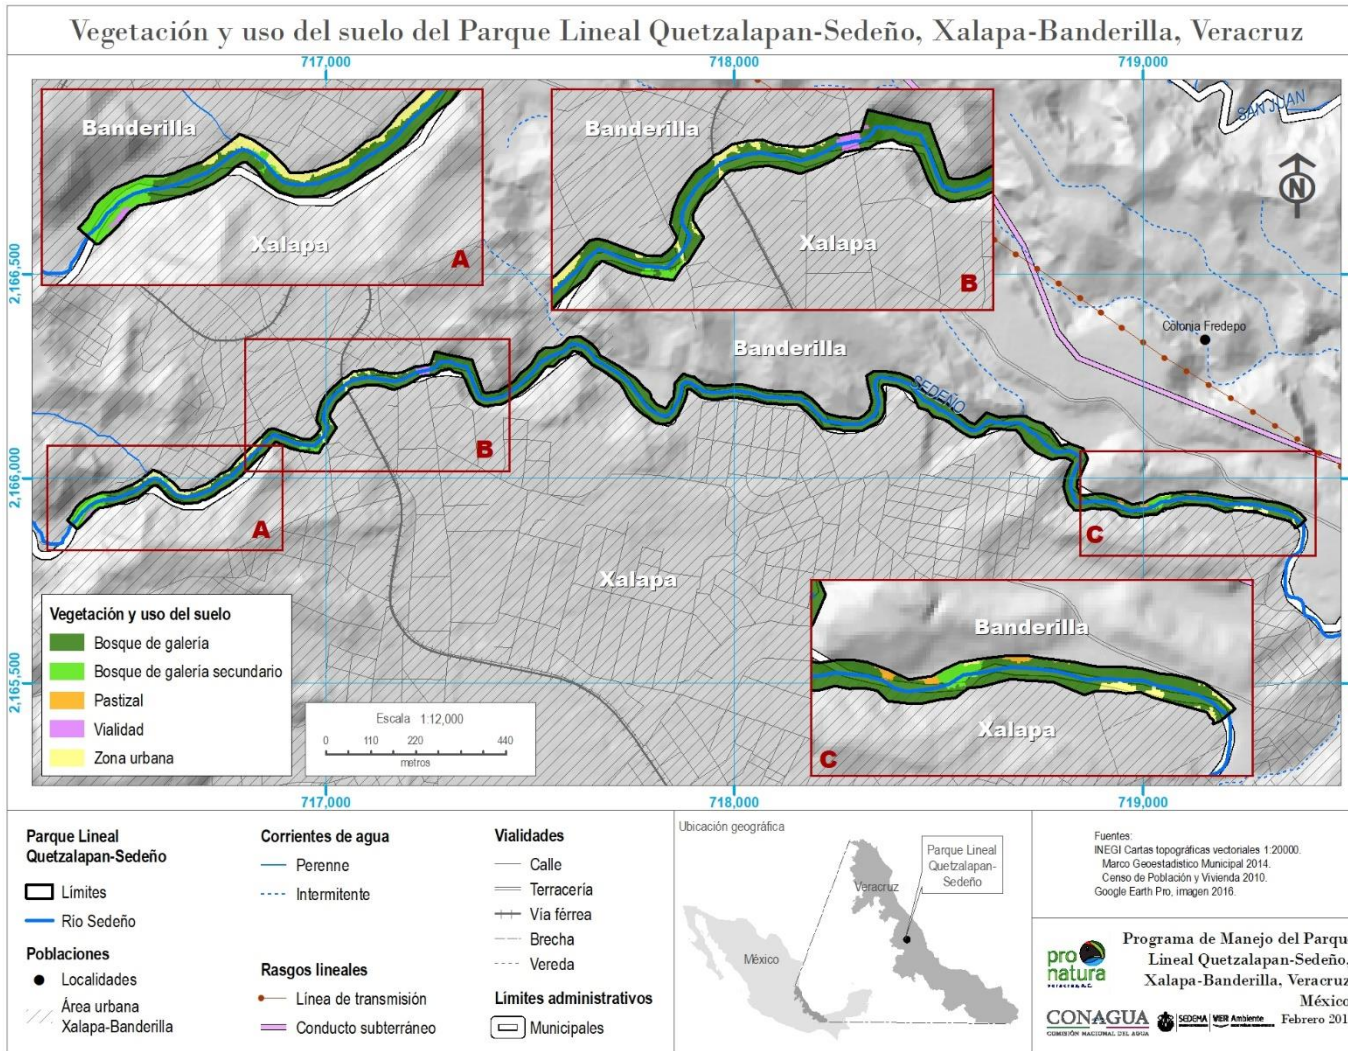 Vegetación y uso del suelo del Parque Lineal Quetzalapan-Sedeño, Xalapa-Banderilla, Veracruz
717,000
718,000
719,000
2,166,500
2,166,000
2,165,500
Banderilla
Xalapa
A
Banderilla
Xalapa
B
SAN JUAN
N
Colonia Fredepo
Banderilla
SEDEÑO
B
A
C
Xalapa
Banderilla
Xalapa
C
Vegetación y uso del suelo
Bosque de galería
Bosque de galería secundario
Pastizal
Vialidad
Zona urbana
Escala 1:12,000
0 110 220 440
metros
717,000
718,000
719,000
Parque Lineal
Quetzalapan-Sedeño
Límites
Río Sedeño
Poblaciones
Localidades
Área urbana
Xalapa-Banderilla
Corrientes de agua
Perenne
Intermitente
Rasgos lineales
Línea de transmisión
Conducto subterráneo
Vialidades
Calle
Terracería
Vía férrea
Brecha
Vereda
Límites administrativos
Municipales
Ubicación geográfica
Parque Lineal
Quetzalapan-
Sedeño
Veracruz
México
Fuentes:
INEGI Cartas topográficas vectoriales 1:20000.
Marco Geoestadístico Municipal 2014.
Censo de Población y Vivienda 2010.
Google Earth Pro, imagen 2016.
pro
natura
veracruz, a.c.
Programa de Manejo del Parque
Lineal Quetzalapan-Sedeño,
Xalapa-Banderilla, Veracruz
México
Febrero 201
CONAGUA
COMISIÓN NACIONAL DEL AGUA
SEDEMA
VER Ambiente